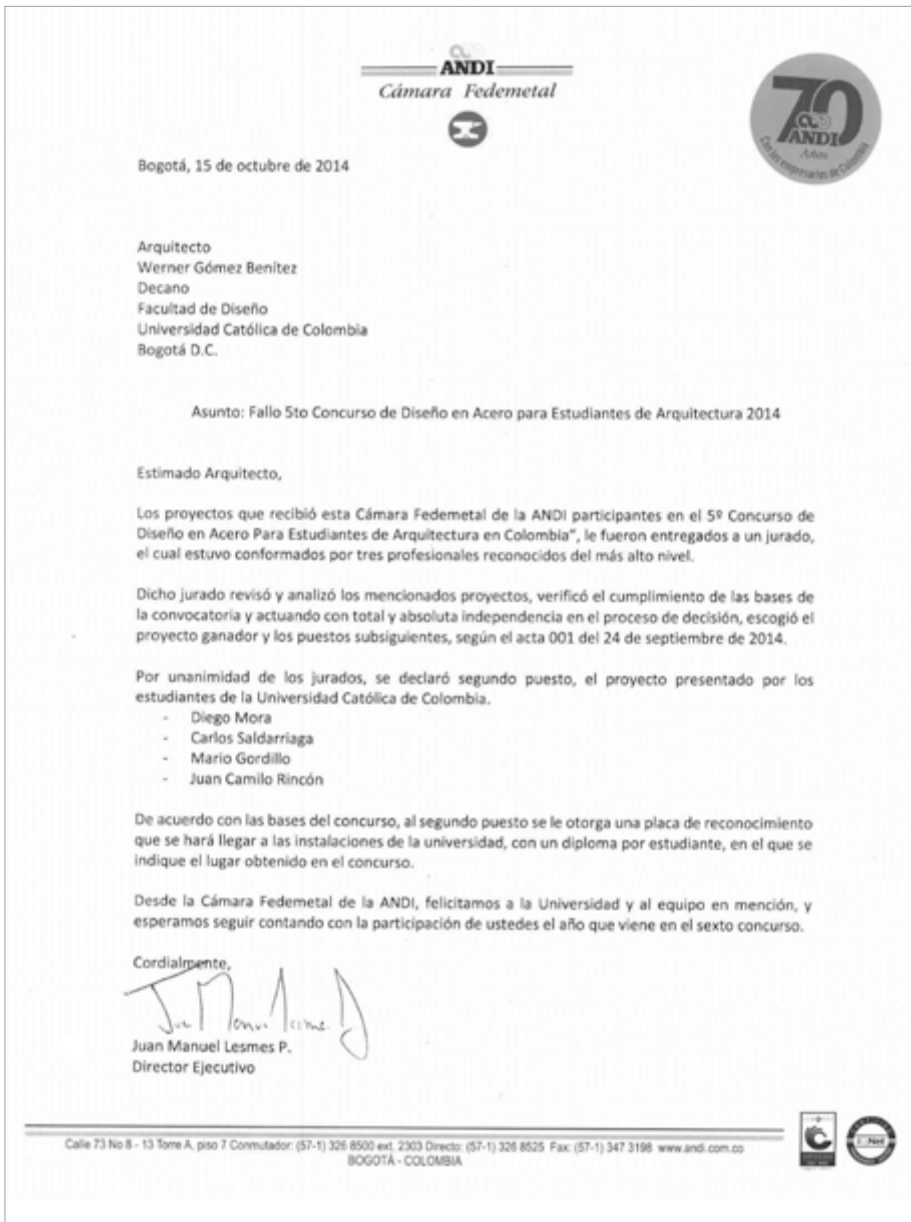 ANDI
Cámara Fedemetal
70
ANDI
Años
Con los empresarios de Colombia
Bogotá, 15 de octubre de 2014
Arquitecto
Werner Gómez Benítez
Decano
Facultad de Diseño
Universidad Católica de Colombia
Bogotá D.C.
Asunto: Fallo 5to Concurso de Diseño en Acero para Estudiantes de Arquitectura 2014
Estimado Arquitecto,
Los proyectos que recibió esta Cámara Fedemetal de la ANDI participantes en el 5º Concurso de
Diseño en Acero Para Estudiantes de Arquitectura en Colombia", le fueron entregados a un jurado,
el cual estuvo conformados por tres profesionales reconocidos del más alto nivel.
Dicho jurado revisó y analizó los mencionados proyectos, verificó el cumplimiento de las bases de
la convocatoria y actuando con total y absoluta independencia en el proceso de decisión, escogió el
proyecto ganador y los puestos subsiguientes, según el acta 001 del 24 de septiembre de 2014.
Por unanimidad de los jurados, se declaró segundo puesto, el proyecto presentado por los
estudiantes de la Universidad Católica de Colombia.
- Diego Mora
- Carlos Saldarriaga
- Mario Gordillo
- Juan Camilo Rincón
De acuerdo con las bases del concurso, al segundo puesto se le otorga una placa de reconocimiento
que se hará llegar a las instalaciones de la universidad, con un diploma por estudiante, en el que se
indique el lugar obtenido en el concurso.
Desde la Cámara Fedemetal de la ANDI, felicitamos a la Universidad y al equipo en mención, y
esperamos seguir contando con la participación de ustedes el año que viene en el sexto concurso.
Cordialmente,
Juan Manuel Lesmes P.
Director Ejecutivo
Calle 73 No 8 - 13 Torre A, piso 7 Conmutador: (57-1) 326 8500 ext. 2303 Directo: (57-1) 326 8525 Fax: (57-1) 347 3198 www.andi.com.co
BOGOTÁ - COLOMBIA